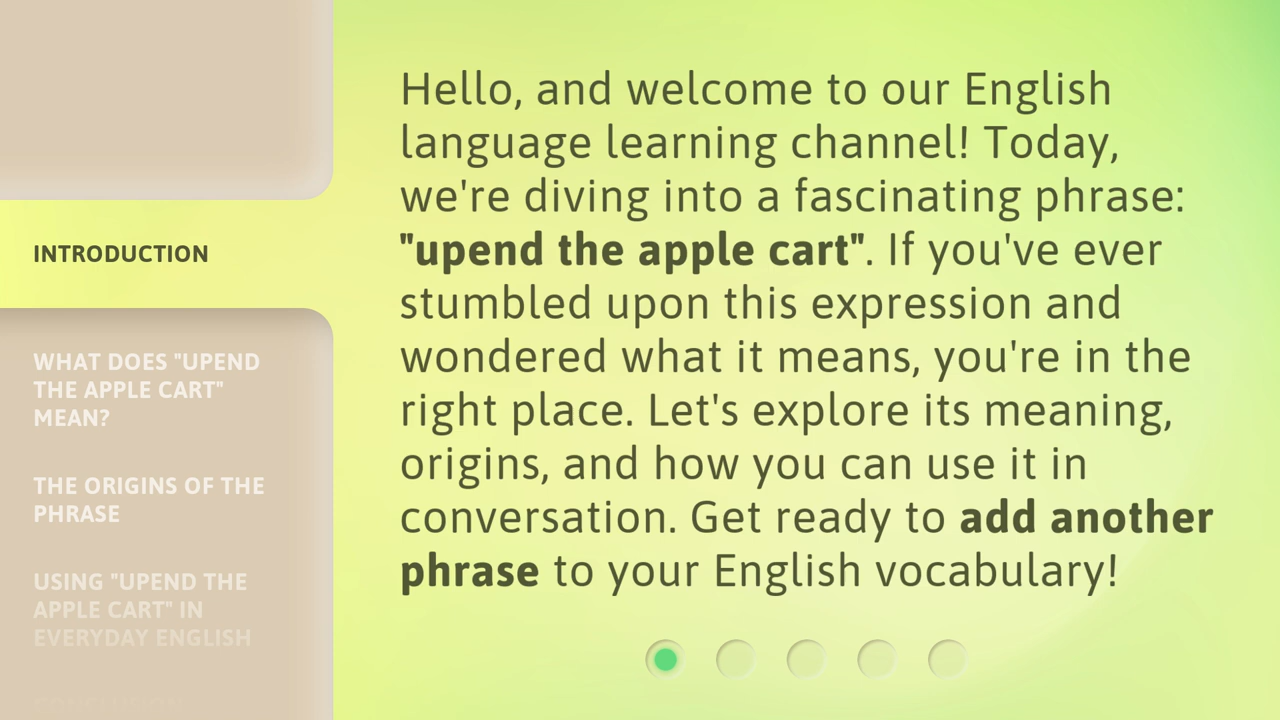 INTRODUCTION
WHAT DOES "UPEND
THE APPLE CART"
MEAN?
THE ORIGINS OF THE
PHRASE
USING "UPEND THE
APPLE CART" IN
EVERYDAY ENGLISH
CONCLUSION
Hello, and welcome to our English
language learning channel! Today,
we're diving into a fascinating phrase:
"upend the apple cart". If you've ever
stumbled upon this expression and
wondered what it means, you're in the
right place. Let's explore its meaning,
origins, and how you can use it in
conversation. Get ready to add another
phrase to your English vocabulary!